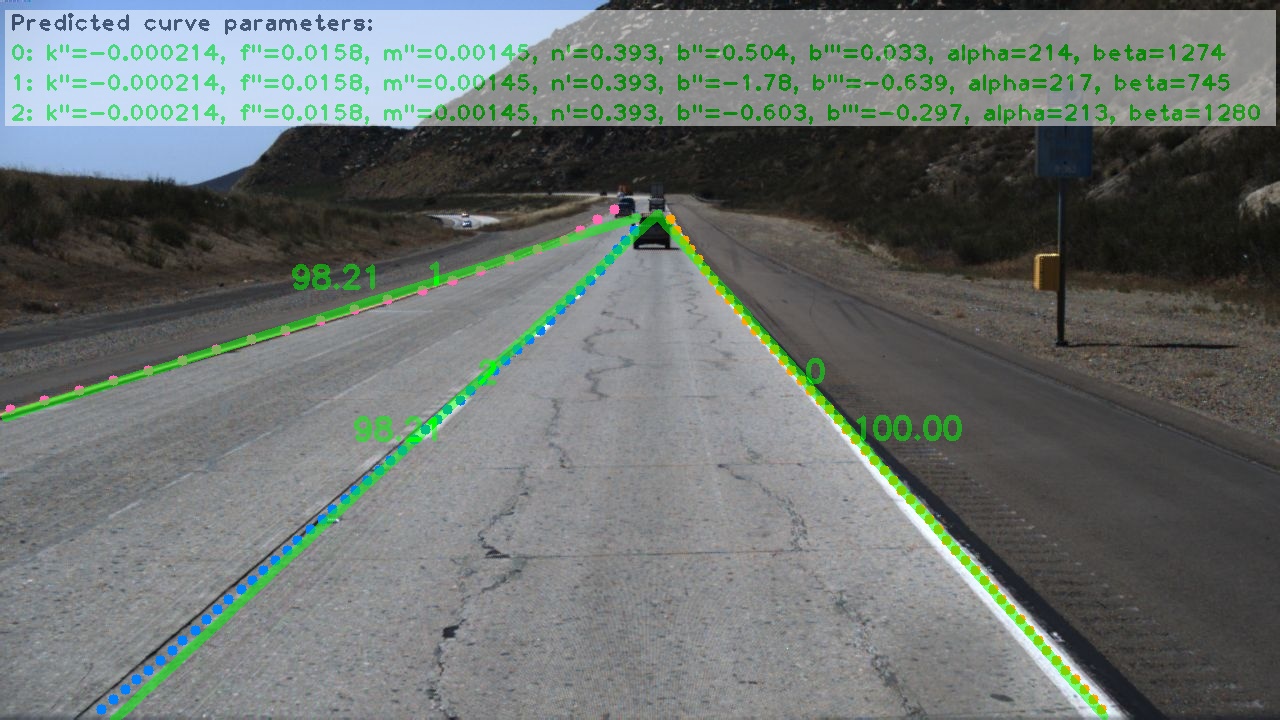 Predicted curve parameters:
0: k''=-0.000214, f''=0.0158, m''=0.00145, n'=0.393, b''=0.504, b'''=0.033, alpha=214, beta=1274
1: k''=-0.000214, f''=0.0158, m''=0.00145, n'=0.393, b''=-1.78, b'''=-0.639, alpha=217, beta=745
2: k''=-0.000214, f''=0.0158, m''=0.00145, n'=0.393, b''=-0.603, b'''=-0.297, alpha=213, beta=1280
98.21 1
2 0
98.21 100.00